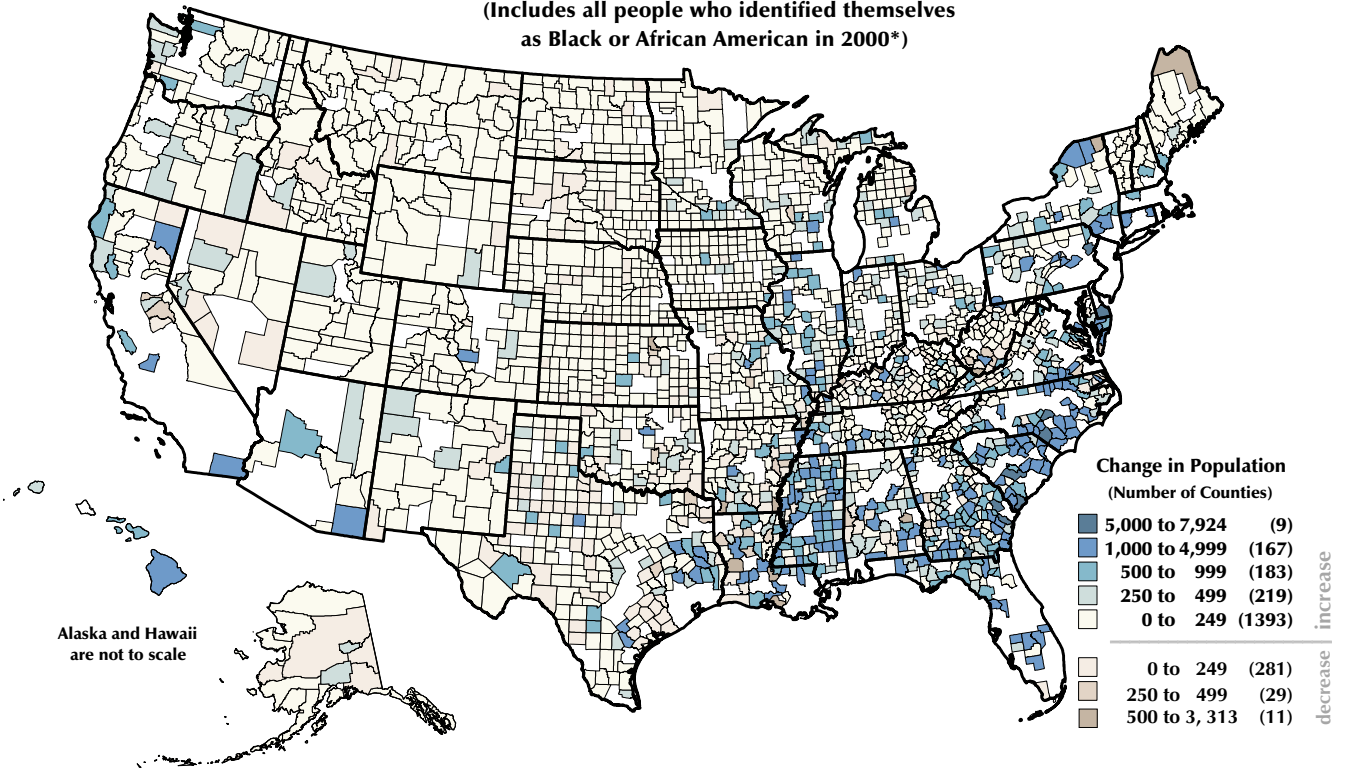 (Includes all people who identified themselves
as Black or African American in 2000*)
Change in Population
(Number of Counties)
5,000 to 7,924 (9)
1,000 to 4,999 (167)
500 to 999 (183)
250 to 499 (219)
0 to 249 (1393)
increase
0 to 249 (281)
250 to 499 (29)
500 to 3, 313 (11)
decrease
Alaska and Hawaii
are not to scale